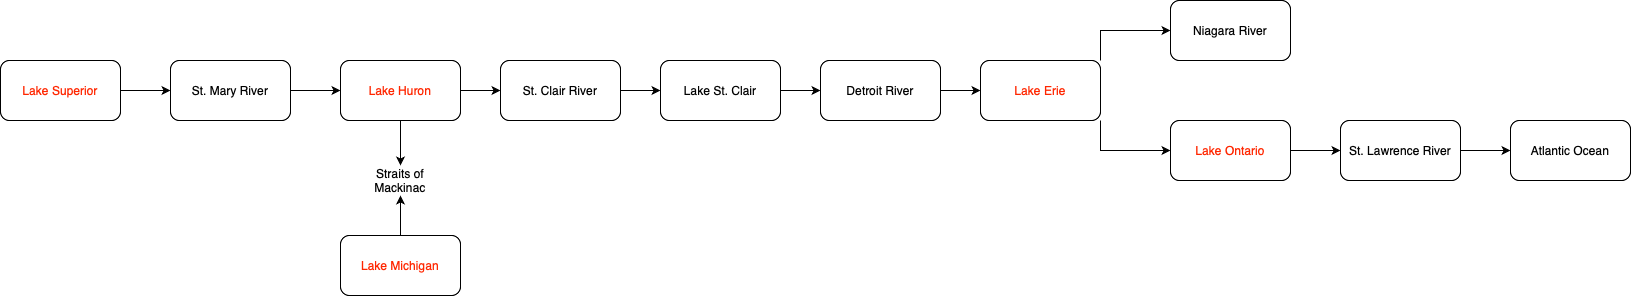 Niagara River
Lake Superior
St. Mary River
Lake Huron
St. Clair River
Lake St. Clair
Detroit River
Lake Erie
Lake Ontario
St. Lawrence River
Atlantic Ocean
Straits of
Mackinac
Lake Michigan